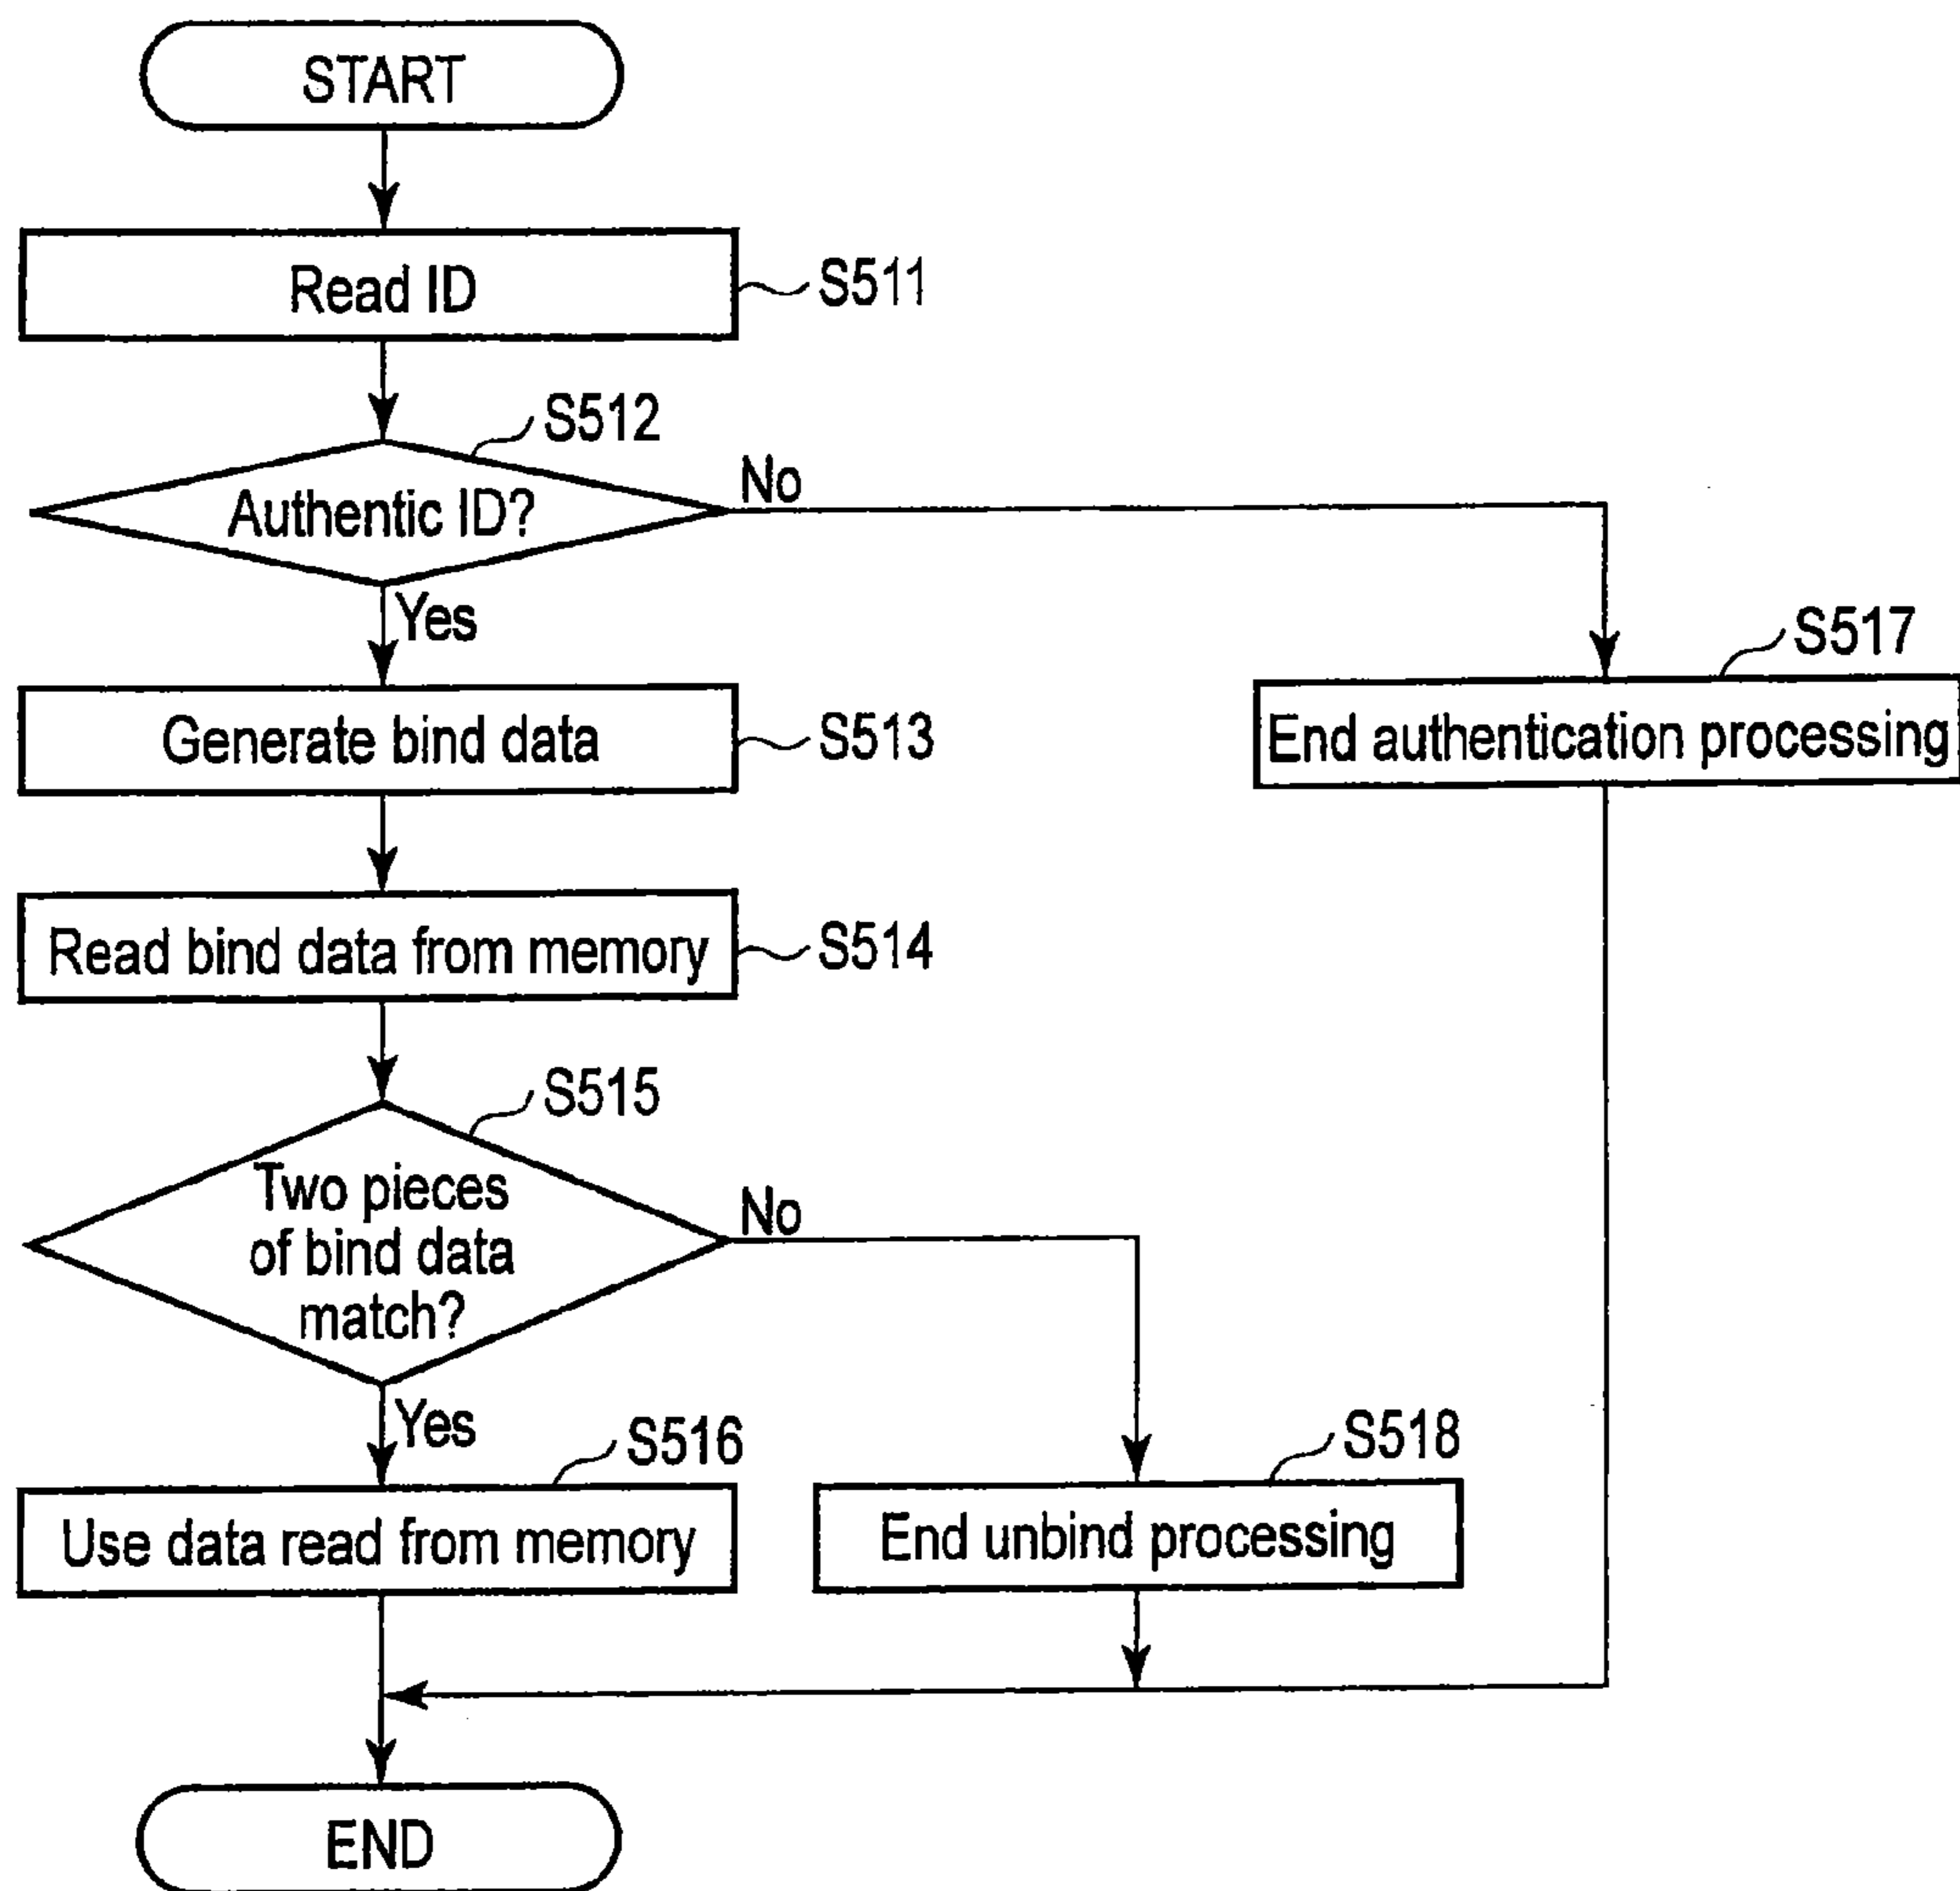 START
Read ID
S511
S512
Authentic ID?
No
Yes
S517
Generate bind data
S513
End authentication processing
Read bind data from memory
S514
S515
Two pieces
of bind data
match?
No
Yes
S516
S518
Use data read from memory
End unbind processing
END